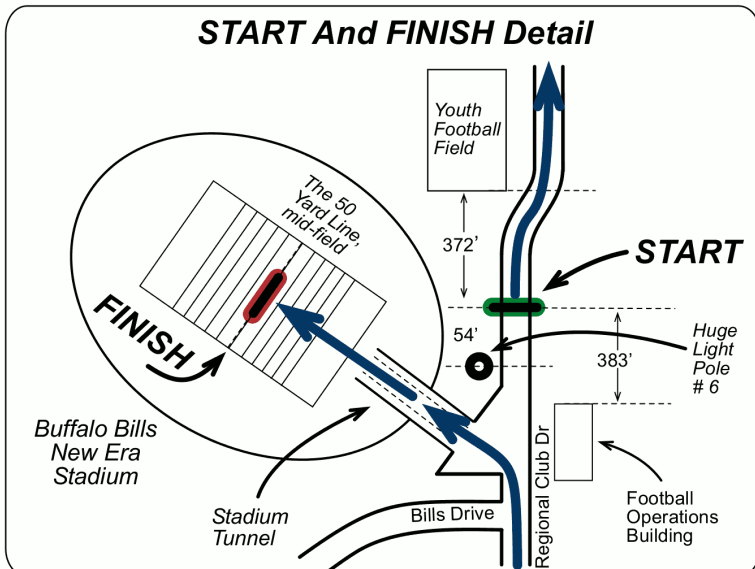 START And FINISH Detail
Youth
Football
Field
The 50
Yard Line,
mid-field
372'
START
FINISH
54'
383'
Huge
Light
Pole
# 6
Buffalo Bills
New Era
Stadium
Stadium
Tunnel
Bills Drive
Regional Club Dr
Football
Operations
Building